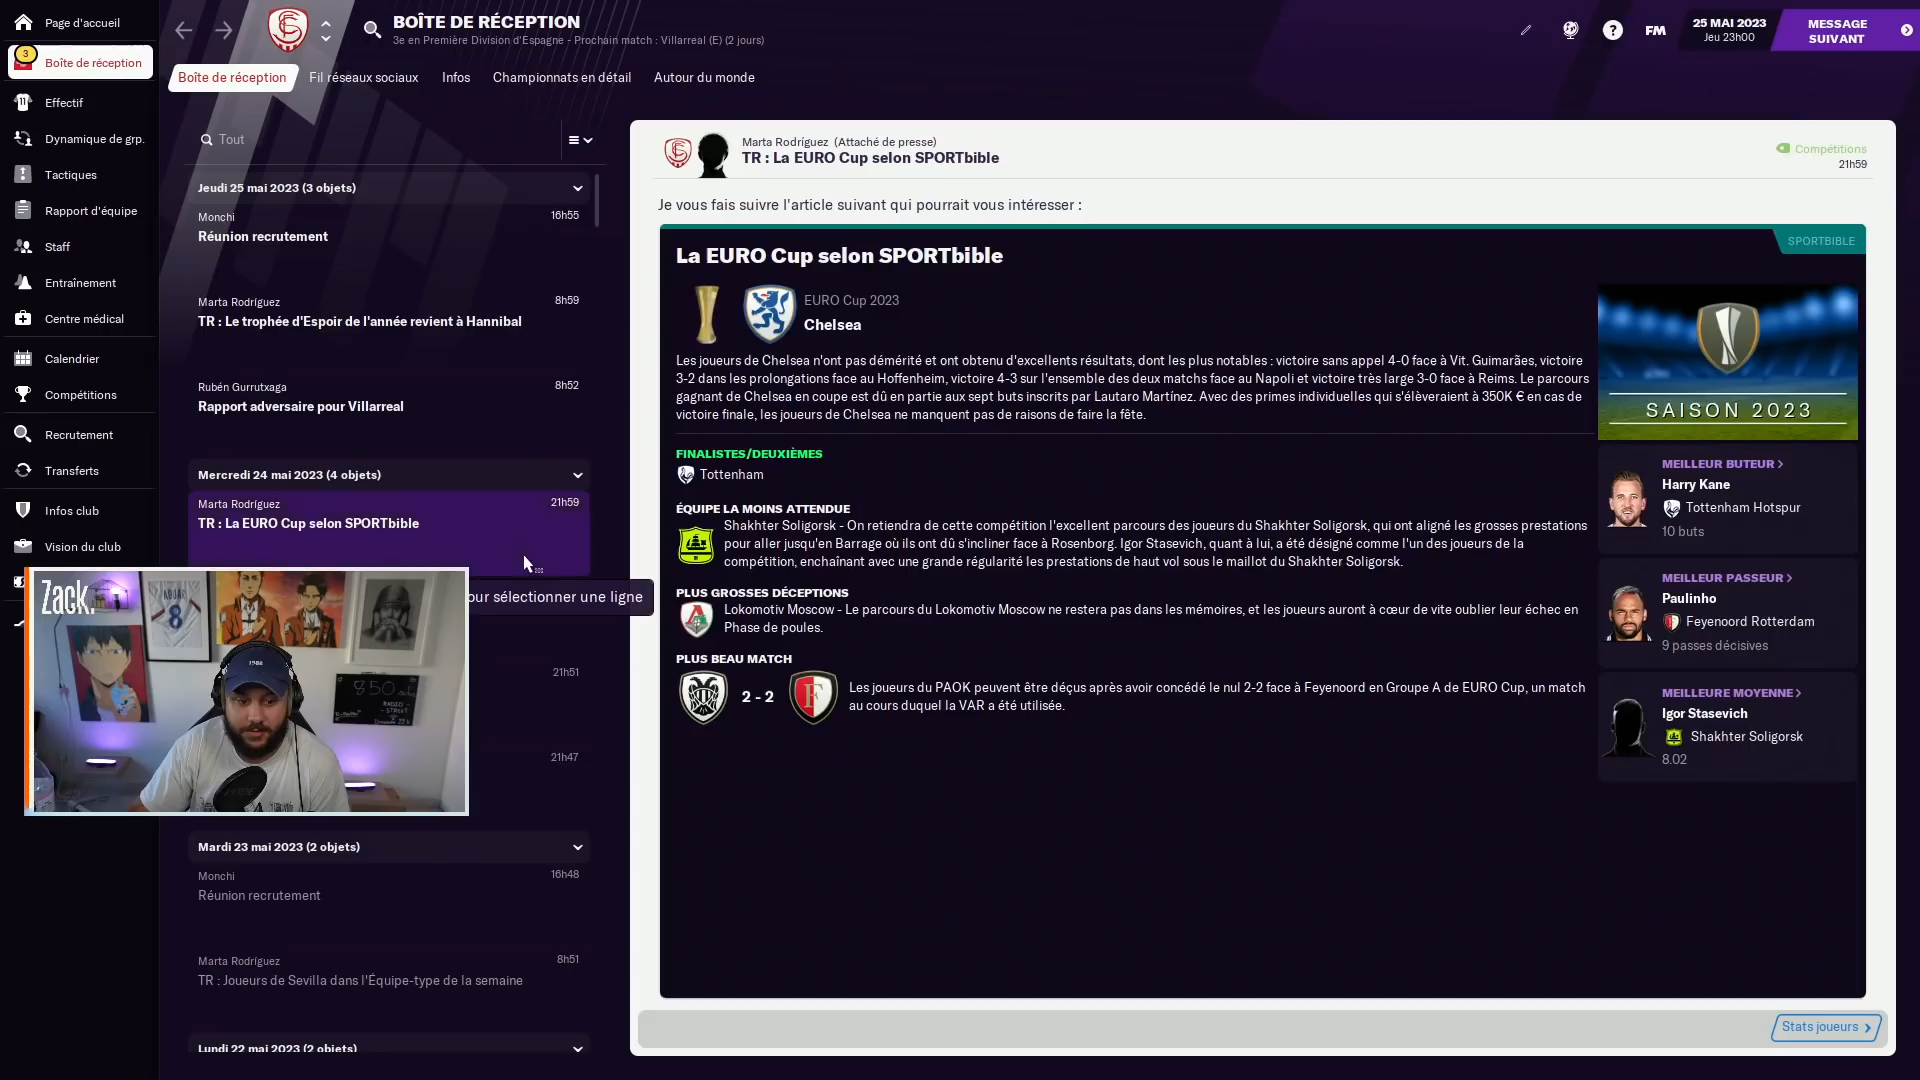 Page d'accueil
3
Boîte de réception
Effectif
Dynamique de grp.
Tactiques
Rapport d'équipe
Staff
Entraînement
Centre médical
Calendrier
Compétitions
Recrutement
Transferts
Infos club
Vision du club
BOÎTE DE RÉCEPTION
3e en Première Division d'Espagne - Prochain match : Villarreal (E) (2 jours)
FM
25 MAI 2023
Jeu 23h00
MESSAGE
SUIVANT
Boîte de réception
Fil réseaux sociaux
Infos
Championnats en détail
Autour du monde
Tout
Jeudi 25 mai 2023 (3 objets)
Monchi 16h55
Réunion recrutement
Marta Rodríguez 8h59
TR : Le trophée d'Espoir de l'année revient à Hannibal
Rubén Gurrutxaga 8h52
Rapport adversaire pour Villarreal
Mercredi 24 mai 2023 (4 objets)
Marta Rodríguez 21h59
TR : La EURO Cup selon SPORTbible
our sélectionner une ligne
21h51
21h47
Zack.
Mardi 23 mai 2023 (2 objets)
Monchi 16h48
Réunion recrutement
Marta Rodríguez 8h51
TR : Joueurs de Sevilla dans l'Équipe-type de la semaine
Lundi 22 mai 2023 (2 objets)
Marta Rodríguez (Attaché de presse)
TR : La EURO Cup selon SPORTbible
Compétitions
21h59
Je vous fais suivre l'article suivant qui pourrait vous intéresser :
SPORTBIBLE
La EURO Cup selon SPORTbible
EURO Cup 2023
Chelsea
Les joueurs de Chelsea n'ont pas démérité et ont obtenu d'excellents résultats, dont les plus notables : victoire sans appel 4-0 face à Vit. Guimarães, victoire
3-2 dans les prolongations face au Hoffenheim, victoire 4-3 sur l'ensemble des deux matchs face au Napoli et victoire très large 3-0 face à Reims. Le parcours
gagnant de Chelsea en coupe est dû en partie aux sept buts inscrits par Lautaro Martínez. Avec des primes individuelles qui s'élèveraient à 350K € en cas de
victoire finale, les joueurs de Chelsea ne manquent pas de raisons de faire la fête.
FINALISTES/DEUXIÈMES
Tottenham
ÉQUIPE LA MOINS ATTENDUE
Shakhter Soligorsk - On retiendra de cette compétition l'excellent parcours des joueurs du Shakhter Soligorsk, qui ont aligné les grosses prestations
pour aller jusqu'en Barrage où ils ont dû s'incliner face à Rosenborg. Igor Stasevich, quant à lui, a été désigné comme l'un des joueurs de la
compétition, enchaînant avec une grande régularité les prestations de haut vol sous le maillot du Shakhter Soligorsk.
PLUS GROSSES DÉCEPTIONS
Lokomotiv Moscow - Le parcours du Lokomotiv Moscow ne restera pas dans les mémoires, et les joueurs auront à cœur de vite oublier leur échec en
Phase de poules.
PLUS BEAU MATCH
2 - 2
Les joueurs du PAOK peuvent être déçus après avoir concédé le nul 2-2 face à Feyenoord en Groupe A de EURO Cup, un match
au cours duquel la VAR a été utilisée.
SAISON 2023
MEILLEUR BUTEUR
Harry Kane
Tottenham Hotspur
10 buts
MEILLEUR PASSEUR
Paulinho
Feyenoord Rotterdam
9 passes décisives
MEILLEURE MOYENNE
Igor Stasevich
Shakhter Soligorsk
8.02
Stats joueurs